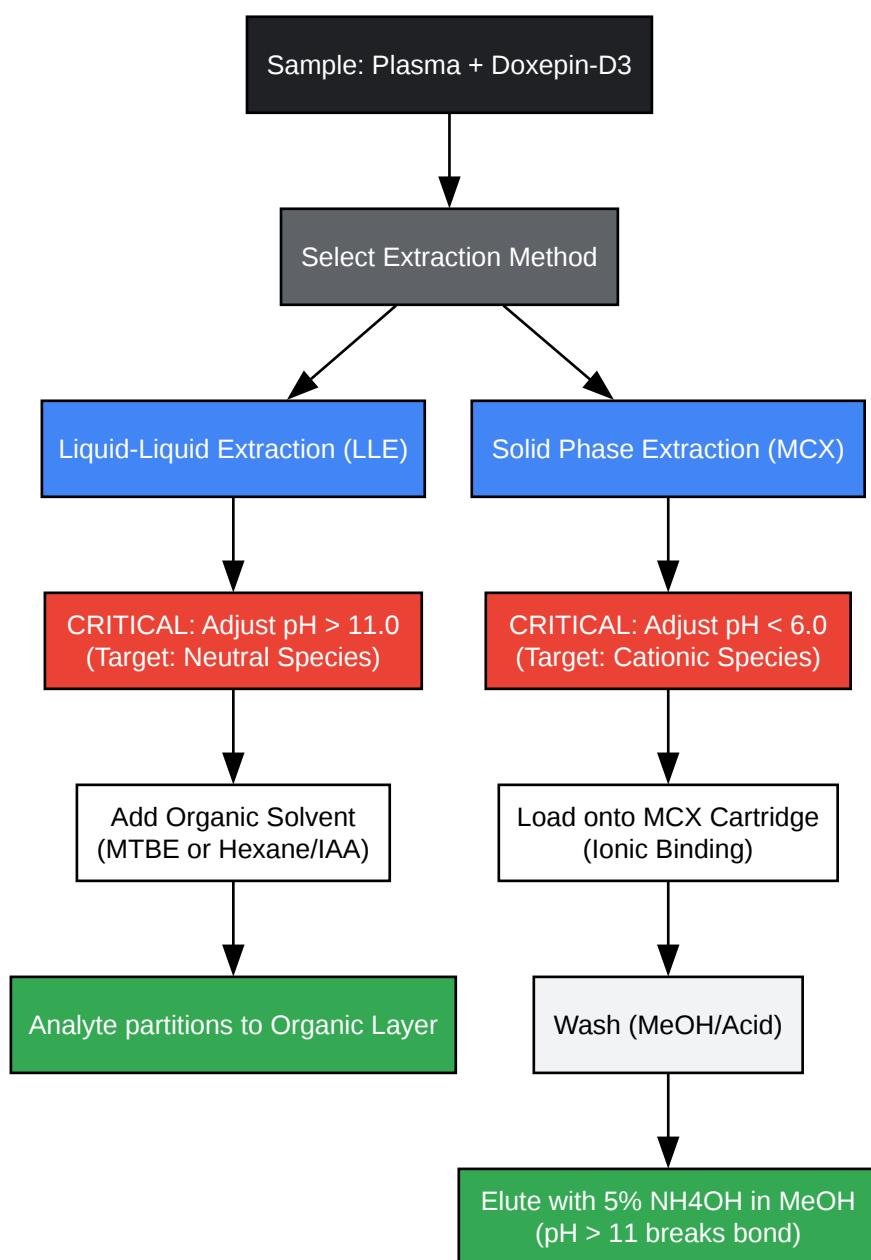 Sample: Plasma + Doxepin-D3
Select Extraction Method
Liquid-Liquid Extraction (LLE)
Solid Phase Extraction (MCX)
CRITICAL: Adjust pH > 11.0
(Target: Neutral Species)
CRITICAL: Adjust pH < 6.0
(Target: Cationic Species)
Add Organic Solvent
(MTBE or Hexane/IAA)
Load onto MCX Cartridge
(Ionic Binding)
Analyte partitions to Organic Layer
Wash (MeOH/Acid)
Elute with 5% NH4OH in MeOH
(pH > 11 breaks bond)